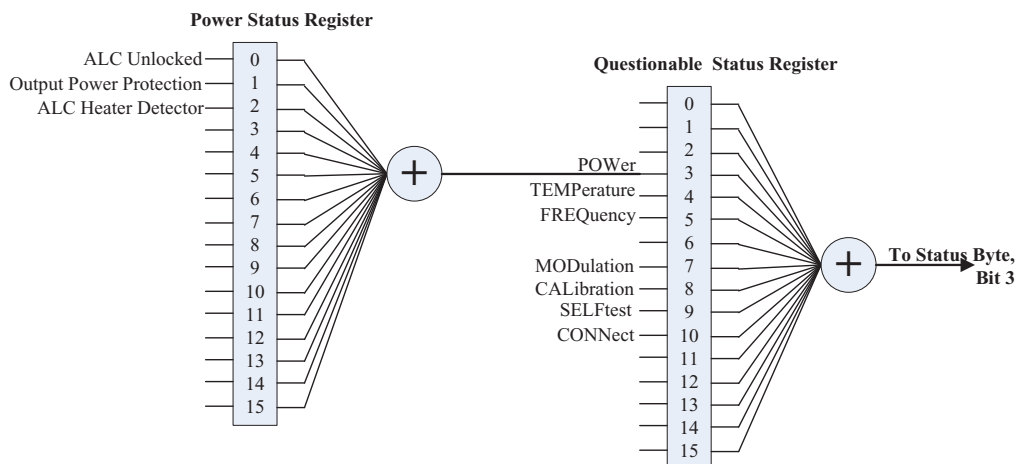 Power Status Register
ALC Unlocked
Output Power Protection
ALC Heater Detector
0
1
2
3
4
5
6
7
8
9
10
11
12
13
14
15
+
Questionable Status Register
POWer
TEMPerature
FREQuency
MODulation
CALibration
SELFtest
CONNect
0
1
2
3
4
5
6
7
8
9
10
11
12
13
14
15
+
To Status Byte,
Bit 3